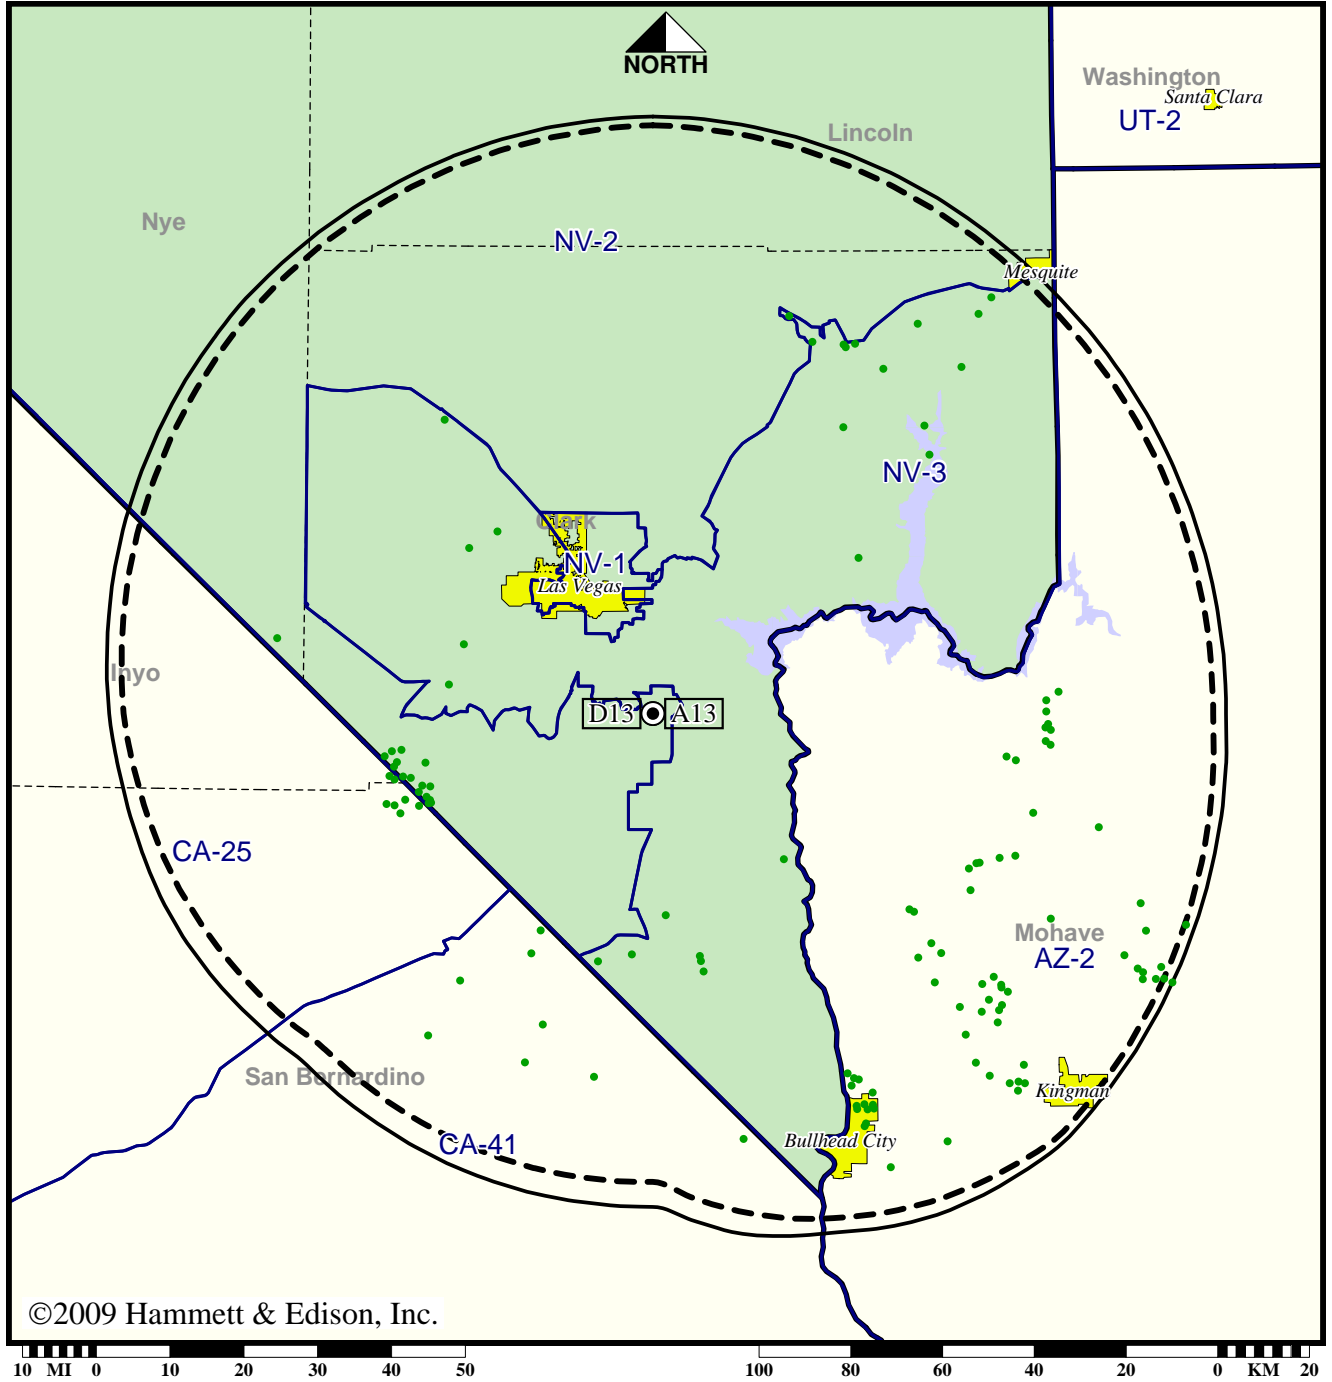 NORTH
Washington
Santa Clara
UT-2
Lincoln
Nye
NV-2
Mesquite
NV-3
Clark
NV-1
Las Vegas
Inyo
D13 A13
CA-25
Mohave
AZ-2
San Bernardino
Kingman
CA-41
Bullhead City
©2009 Hammett & Edison, Inc.
10 MI 0 10 20 30 40 50 100 80 60 40 20 0 KM 20